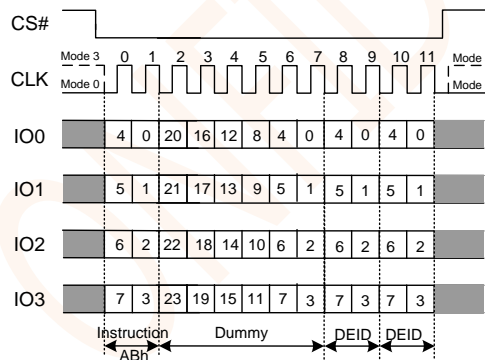 CS#
Mode 3 0 1 2 3 4 5 6 7 8 9 10 11 Mode
CLK
Mode 0 Mode
IO0 4 0 20 16 12 8 4 0 4 0 4 0
IO1 5 1 21 17 13 9 5 1 5 1 5 1
IO2 6 2 22 18 14 10 6 2 6 2 6 2
IO3 7 3 23 19 15 11 7 3 7 3 7 3
Instruction Dummy DEID DEID
ABh